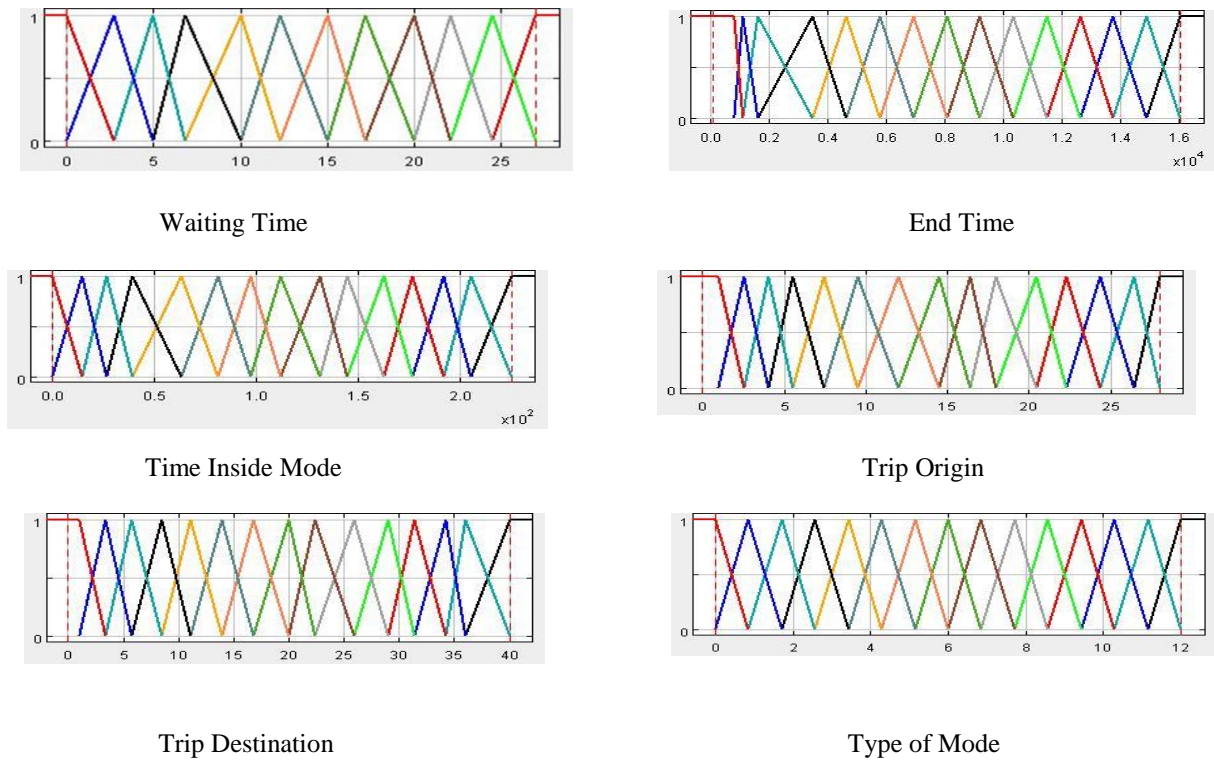 1
0
0 5 10 15 20 25
Waiting Time
1
0
0.0 0.2 0.4 0.6 0.8 1.0 1.2 1.4 1.6
x10^4
End Time
1
0
0.0 0.5 1.0 1.5 2.0
x10^2
Time Inside Mode
1
0
0 5 10 15 20 25
Trip Origin
1
0
0 5 10 15 20 25 30 35 40
Trip Destination
1
0
0 2 4 6 8 10 12
Type of Mode